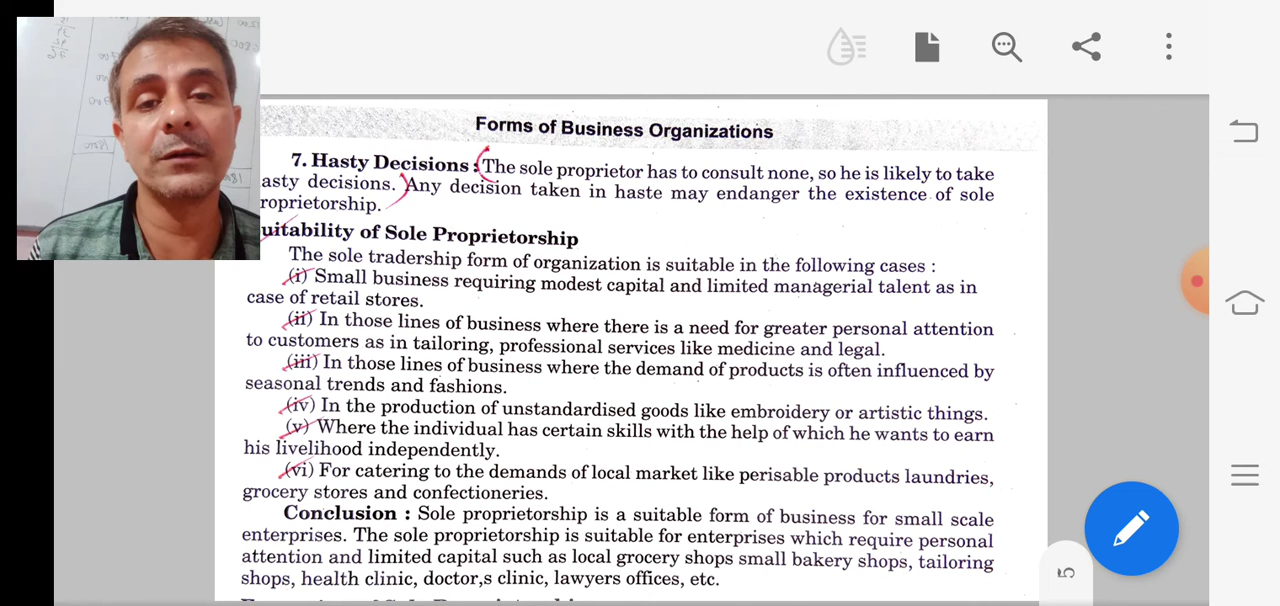 Forms of Business Organizations
7. Hasty Decisions : The sole proprietor has to consult none, so he is likely to take
asty decisions. Any decision taken in haste may endanger the existence of sole
roprietorship.
uitability of Sole Proprietorship
The sole tradership form of organization is suitable in the following cases :
(i) Small business requiring modest capital and limited managerial talent as in
case of retail stores.
(ii) In those lines of business where there is a need for greater personal attention
to customers as in tailoring, professional services like medicine and legal.
(iii) In those lines of business where the demand of products is often influenced by
seasonal trends and fashions.
(iv) In the production of unstandardised goods like embroidery or artistic things.
(v) Where the individual has certain skills with the help of which he wants to earn
his livelihood independently.
(vi) For catering to the demands of local market like perisable products laundries,
grocery stores and confectioneries.
Conclusion : Sole proprietorship is a suitable form of business for small scale
enterprises. The sole proprietorship is suitable for enterprises which require personal
attention and limited capital such as local grocery shops small bakery shops, tailoring
shops, health clinic, doctor,s clinic, lawyers offices, etc.
5